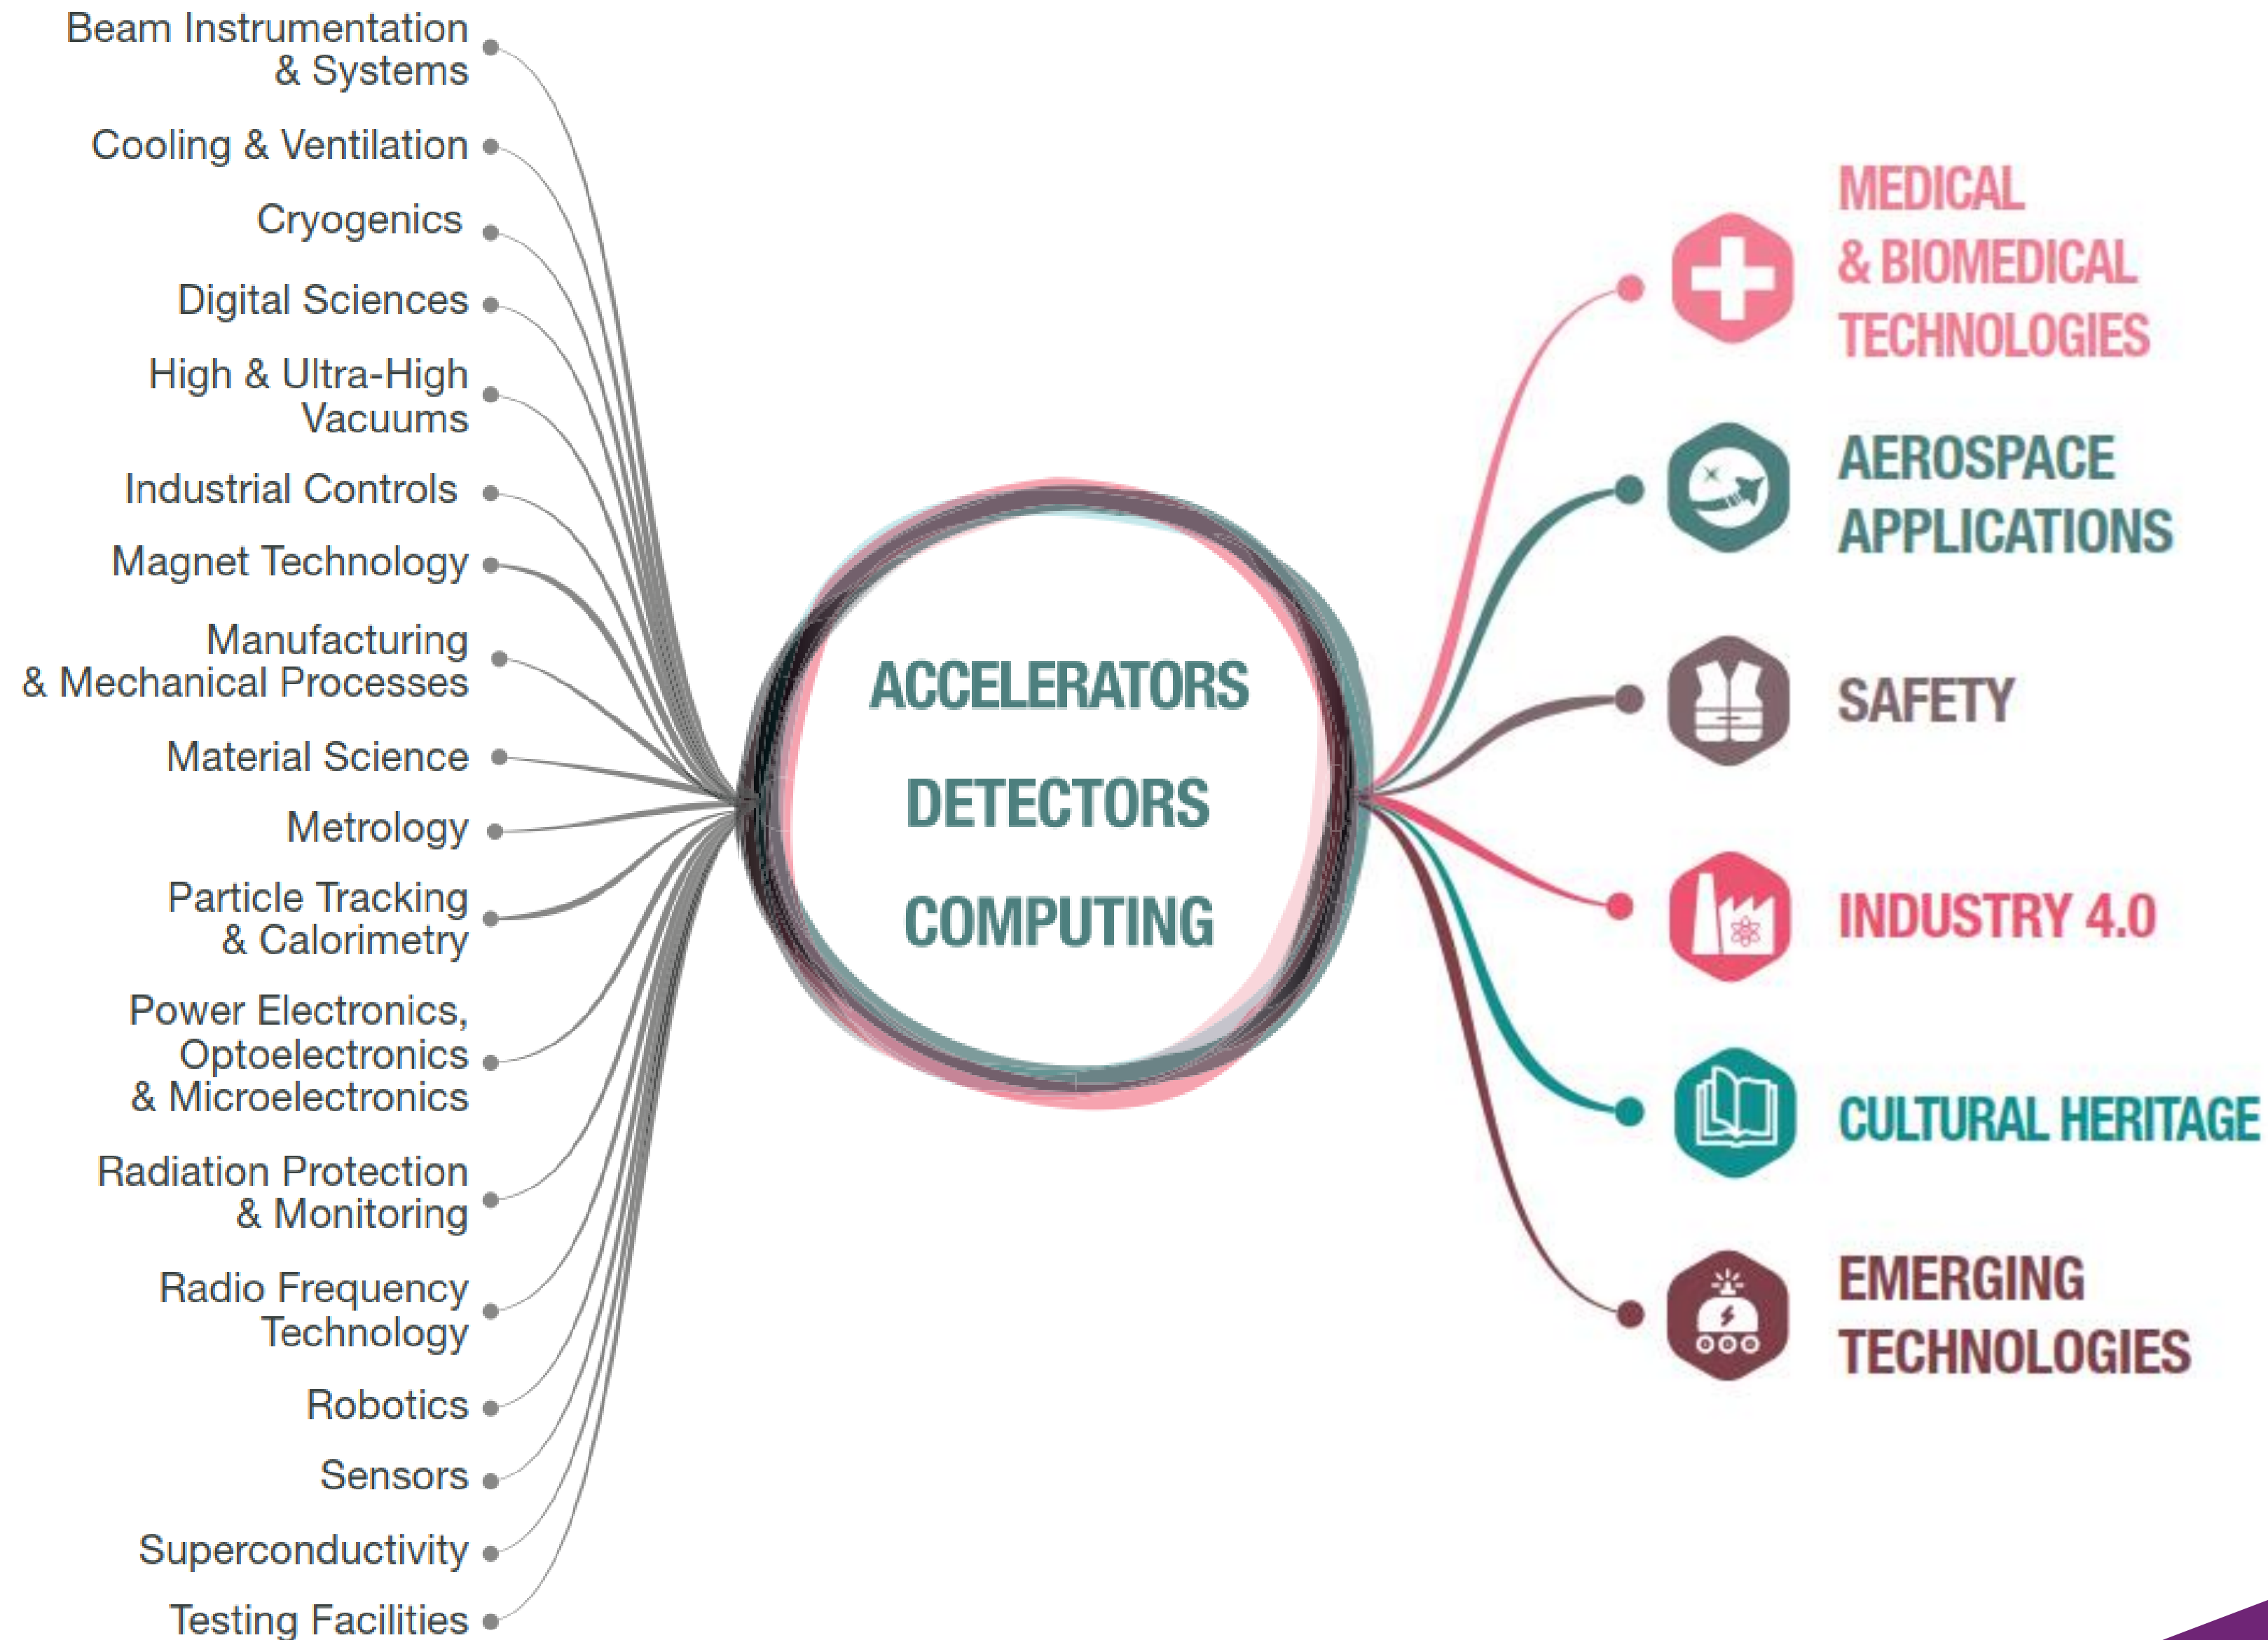 Beam Instrumentation
& Systems
Cooling & Ventilation
Cryogenics
Digital Sciences
High & Ultra-High
Vacuums
Industrial Controls
Magnet Technology
Manufacturing
& Mechanical Processes
Material Science
Metrology
Particle Tracking
& Calorimetry
Power Electronics,
Optoelectronics
& Microelectronics
Radiation Protection
& Monitoring
Radio Frequency
Technology
Robotics
Sensors
Superconductivity
Testing Facilities
ACCELERATORS
DETECTORS
COMPUTING
MEDICAL
& BIOMEDICAL
TECHNOLOGIES
AEROSPACE
APPLICATIONS
SAFETY
INDUSTRY 4.0
CULTURAL HERITAGE
EMERGING
TECHNOLOGIES